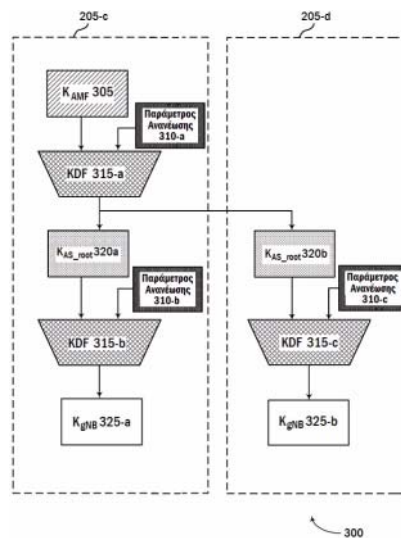 205-c
205-d
K_AMF 305
Παράμετρος
Ανανέωσης
310-a
KDF 315-a
K_AS_root 320a
K_AS_root 320b
Παράμετρος
Ανανέωσης
310-b
Παράμετρος
Ανανέωσης
310-c
KDF 315-b
KDF 315-c
K_gNB 325-a
K_gNB 325-b
300